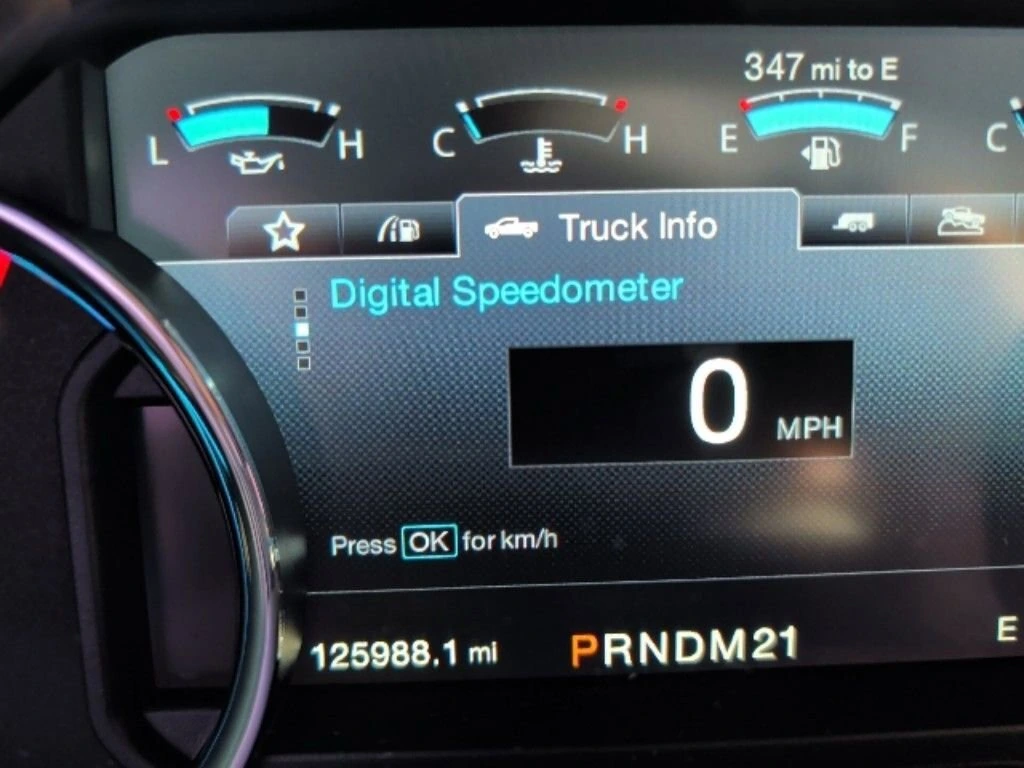 347 mi to E
L H C H E F C
Truck Info
Digital Speedometer
0 MPH
Press OK for km/h
125988.1 mi PRNDM21 E